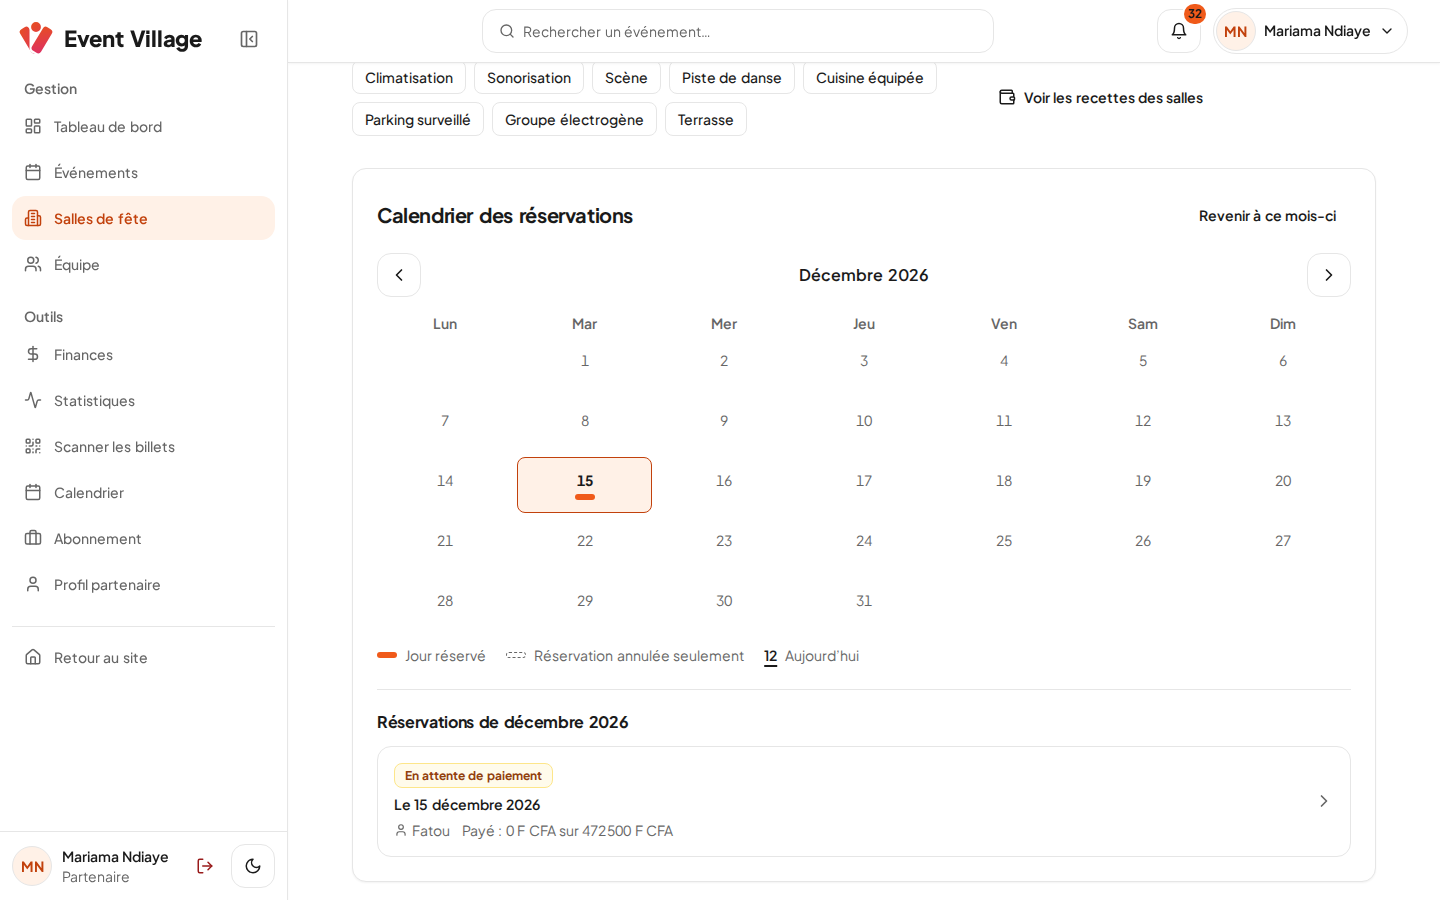 Event Village
Gestion
Tableau de bord
Événements
Salles de fête
Équipe
Outils
Finances
Statistiques
Scanner les billets
Calendrier
Abonnement
Profil partenaire
Retour au site
MN
Mariama Ndiaye
Partenaire
Rechercher un événement...
32
MN
Mariama Ndiaye
Climatisation
Sonorisation
Scène
Piste de danse
Cuisine équipée
Parking surveillé
Groupe électrogène
Terrasse
Voir les recettes des salles
Calendrier des réservations
Revenir à ce mois-ci
Décembre 2026
Lun Mar Mer Jeu Ven Sam Dim
1 2 3 4 5 6
7 8 9 10 11 12 13
14 15 16 17 18 19 20
21 22 23 24 25 26 27
28 29 30 31
Jour réservé
Réservation annulée seulement
12 Aujourd'hui
Réservations de décembre 2026
En attente de paiement
Le 15 décembre 2026
Fatou Payé : 0 F CFA sur 472500 F CFA